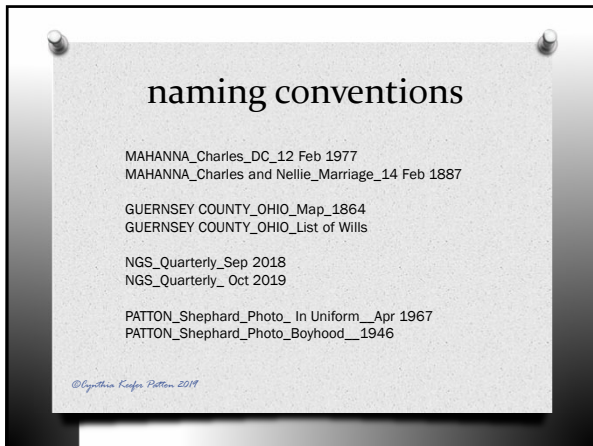 naming conventions
MAHANNA_Charles_DC_12 Feb 1977
MAHANNA_Charles and Nellie_Marriage_14 Feb 1887
GUERNSEY COUNTY_OHIO_Map_1864
GUERNSEY COUNTY_OHIO_List of Wills
NGS_Quarterly_Sep 2018
NGS_Quarterly_ Oct 2019
PATTON_Shephard_Photo_ In Uniform__Apr 1967
PATTON_Shephard_Photo_Boyhood__1946
©Cynthia Keefer Patton 2019